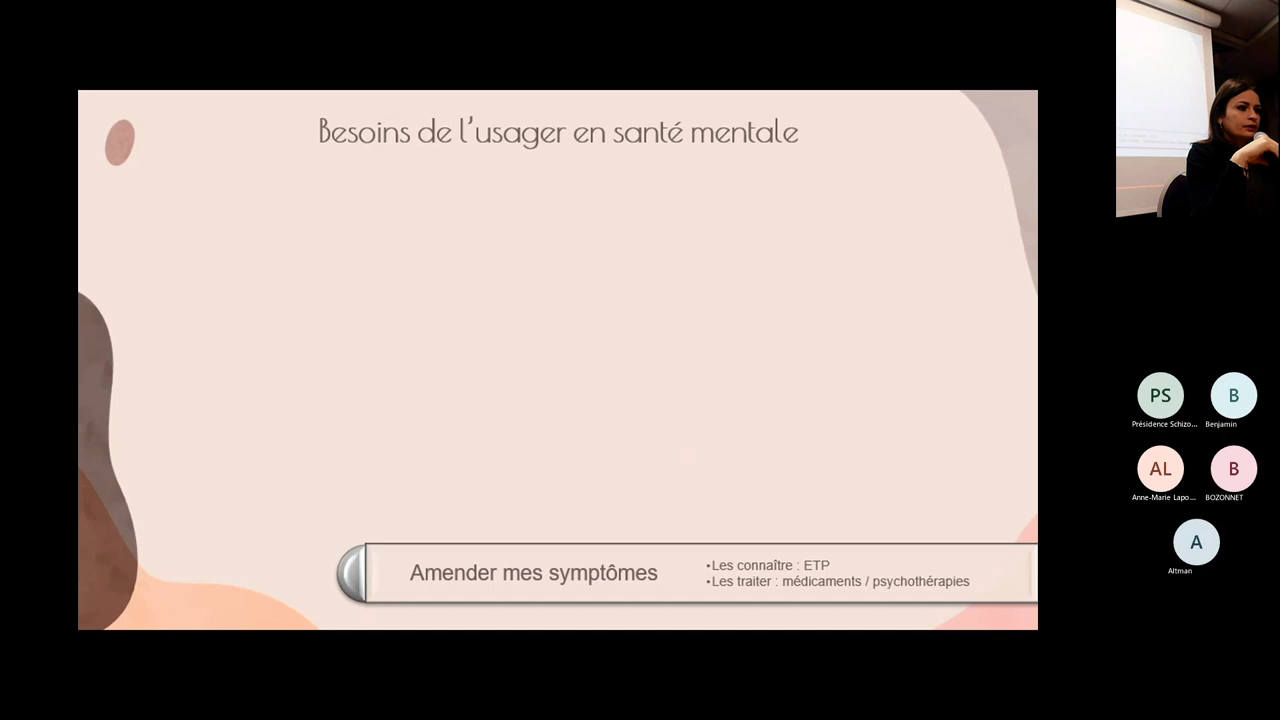 Besoins de l'usager en santé mentale
Amender mes symptômes
•Les connaître : ETP
•Les traiter : médicaments / psychothérapies
PS
B
Présidence Schizo...
Benjamin
AL
B
Anne-Marie Lapo...
BOZONNET
A
Altman